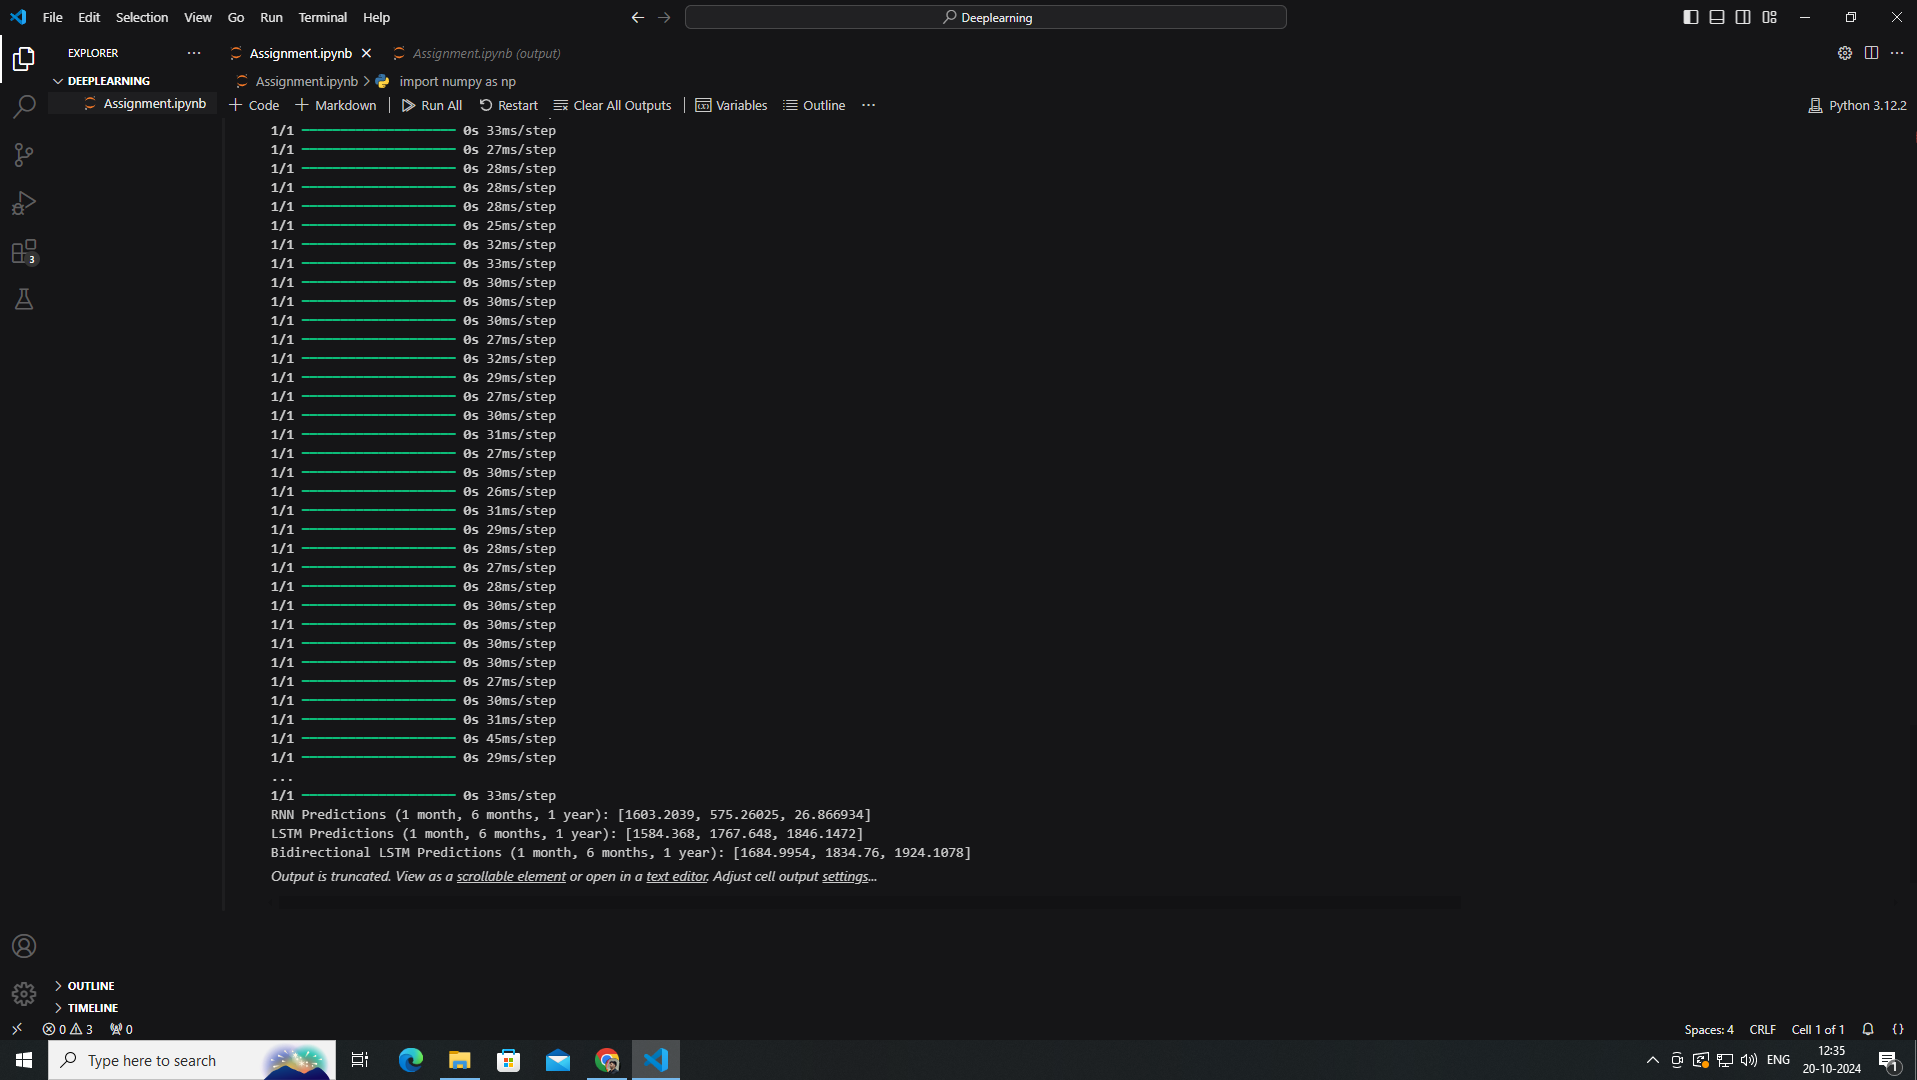 File Edit Selection View Go Run Terminal Help
Deeplearning
EXPLORER
Assignment.ipynb
Assignment.ipynb (output)
DEEPLEARNING
Assignment.ipynb > import numpy as np
Assignment.ipynb
Code Markdown Run All Restart Clear All Outputs Variables Outline ...
Python 3.12.2
1/1 0s 33ms/step
1/1 0s 27ms/step
1/1 0s 28ms/step
1/1 0s 28ms/step
1/1 0s 28ms/step
1/1 0s 25ms/step
1/1 0s 32ms/step
1/1 0s 33ms/step
1/1 0s 30ms/step
1/1 0s 30ms/step
1/1 0s 30ms/step
1/1 0s 27ms/step
1/1 0s 32ms/step
1/1 0s 29ms/step
1/1 0s 27ms/step
1/1 0s 30ms/step
1/1 0s 31ms/step
1/1 0s 27ms/step
1/1 0s 30ms/step
1/1 0s 26ms/step
1/1 0s 31ms/step
1/1 0s 29ms/step
1/1 0s 28ms/step
1/1 0s 27ms/step
1/1 0s 28ms/step
1/1 0s 30ms/step
1/1 0s 30ms/step
1/1 0s 30ms/step
1/1 0s 30ms/step
1/1 0s 27ms/step
1/1 0s 30ms/step
1/1 0s 31ms/step
1/1 0s 45ms/step
1/1 0s 29ms/step
...
1/1 0s 33ms/step
RNN Predictions (1 month, 6 months, 1 year): [1603.2039, 575.26025, 26.866934]
LSTM Predictions (1 month, 6 months, 1 year): [1584.368, 1767.648, 1846.1472]
Bidirectional LSTM Predictions (1 month, 6 months, 1 year): [1684.9954, 1834.76, 1924.1078]
Output is truncated. View as a scrollable element or open in a text editor. Adjust cell output settings...
3
OUTLINE
TIMELINE
0 3 0
Spaces: 4 CRLF Cell 1 of 1 {}
Type here to search
ENG
12:35
20-10-2024
1